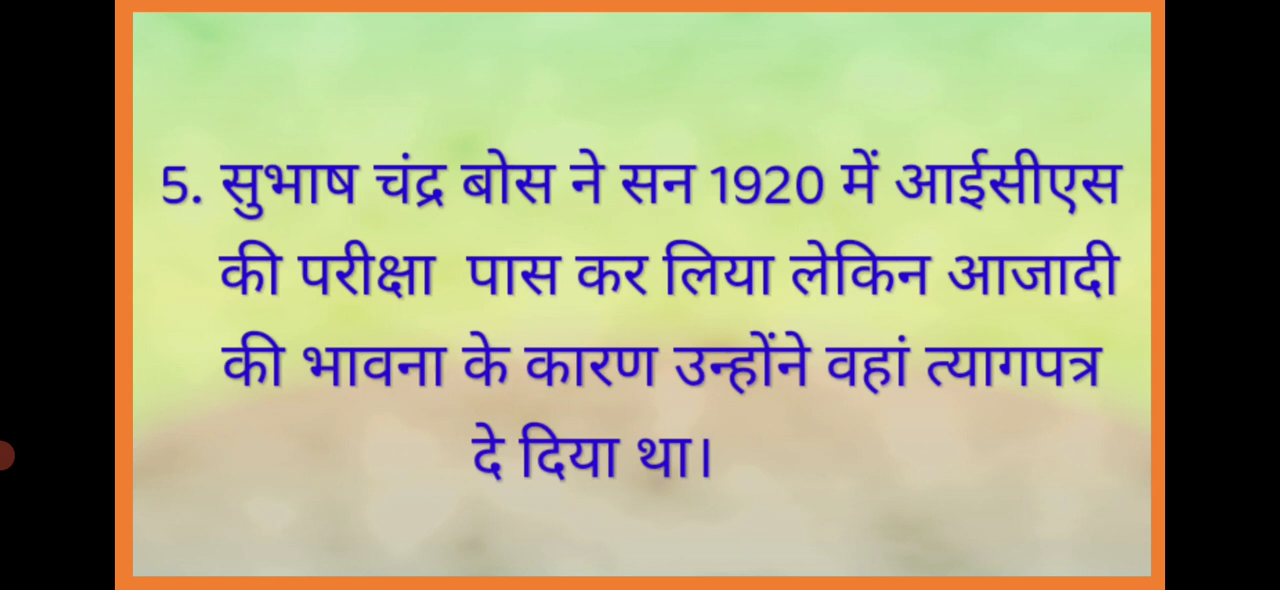 5. सुभाष चंद्र बोस ने सन 1920 में आईसीएस
की परीक्षा पास कर लिया लेकिन आजादी
की भावना के कारण उन्होंने वहां त्यागपत्र
दे दिया था।